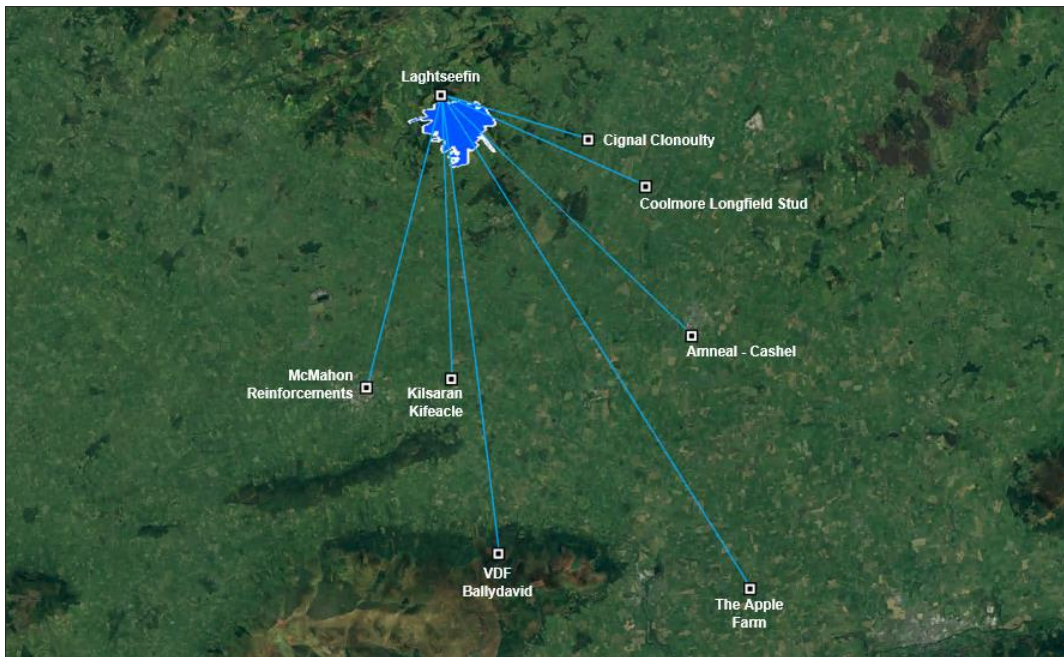 Laghtseefin
Cignal Clonoulty
Coolmore Longfield Stud
Amneal - Cashel
McMahon
Reinforcements
Kilsaran
Kifeacle
VDF
Ballydavid
The Apple
Farm